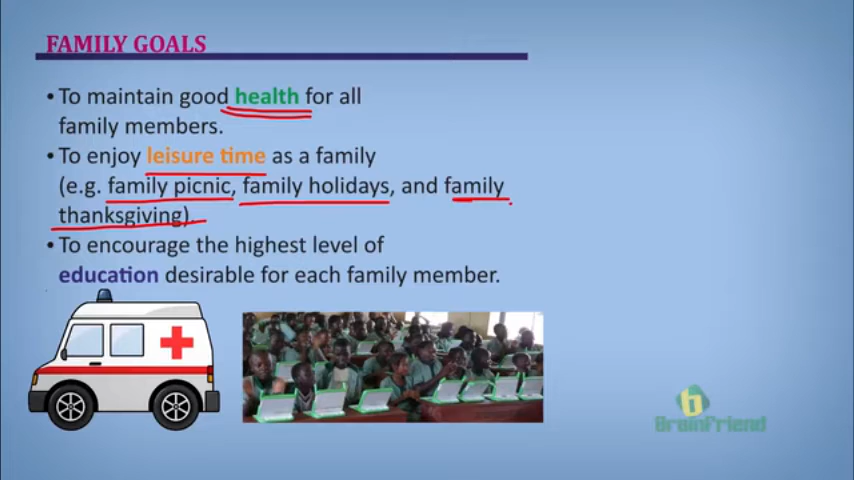 FAMILY GOALS
• To maintain good health for all
family members.
• To enjoy leisure time as a family
(e.g. family picnic, family holidays, and family
thanksgiving).
• To encourage the highest level of
education desirable for each family member.
b
Brainfriend